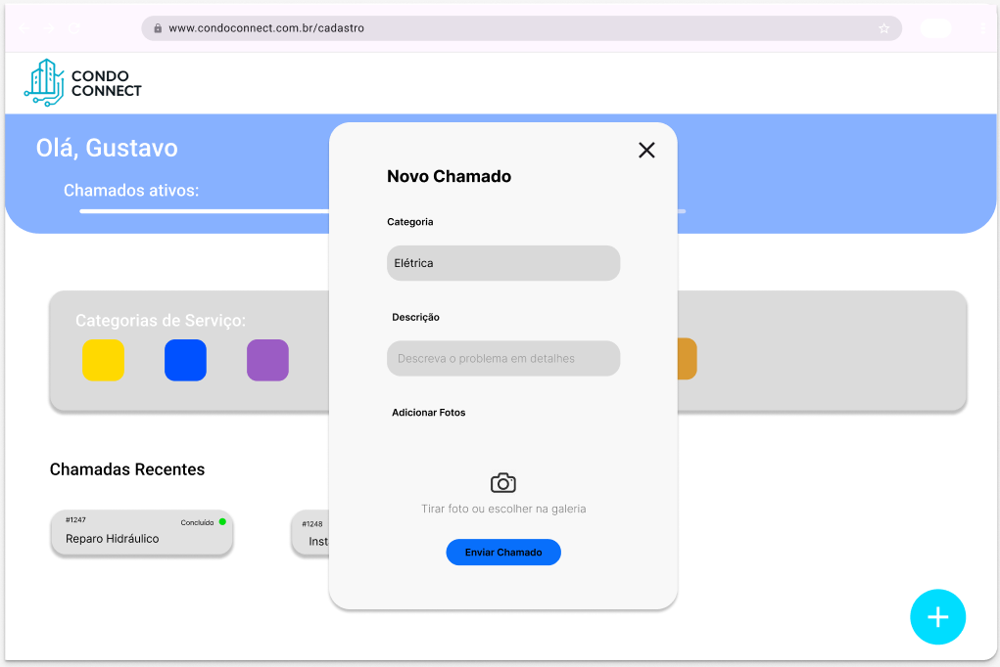 www.condoconnect.com.br/cadastro
CONDO
CONNECT
Olá, Gustavo
Chamados ativos:
Categorias de Serviço:
Chamadas Recentes
#1247
Concluído
Reparo Hidráulico
#1248
Inst
Novo Chamado
Categoria
Elétrica
Descrição
Descreva o problema em detalhes
Adicionar Fotos
Tirar foto ou escolher na galeria
Enviar Chamado